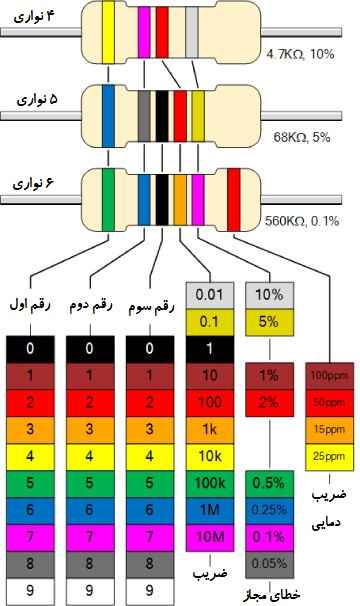 ۴ نواری
4.7KΩ, 10%
۵ نواری
68KΩ, 5%
۶ نواری
560KΩ, 0.1%
رقم اول
رقم دوم
رقم سوم
0.01 10%
0.1 5%
0 0 0 1
1 1 1 10 1% 100ppm
2 2 2 100 2% 50ppm
3 3 3 1k 15ppm
4 4 4 10k 25ppm
5 5 5 100k 0.5%
6 6 6 1M 0.25%
7 7 7 10M 0.1%
8 8 8 0.05%
9 9 9
ضریب
خطای مجاز
ضریب
دمایی